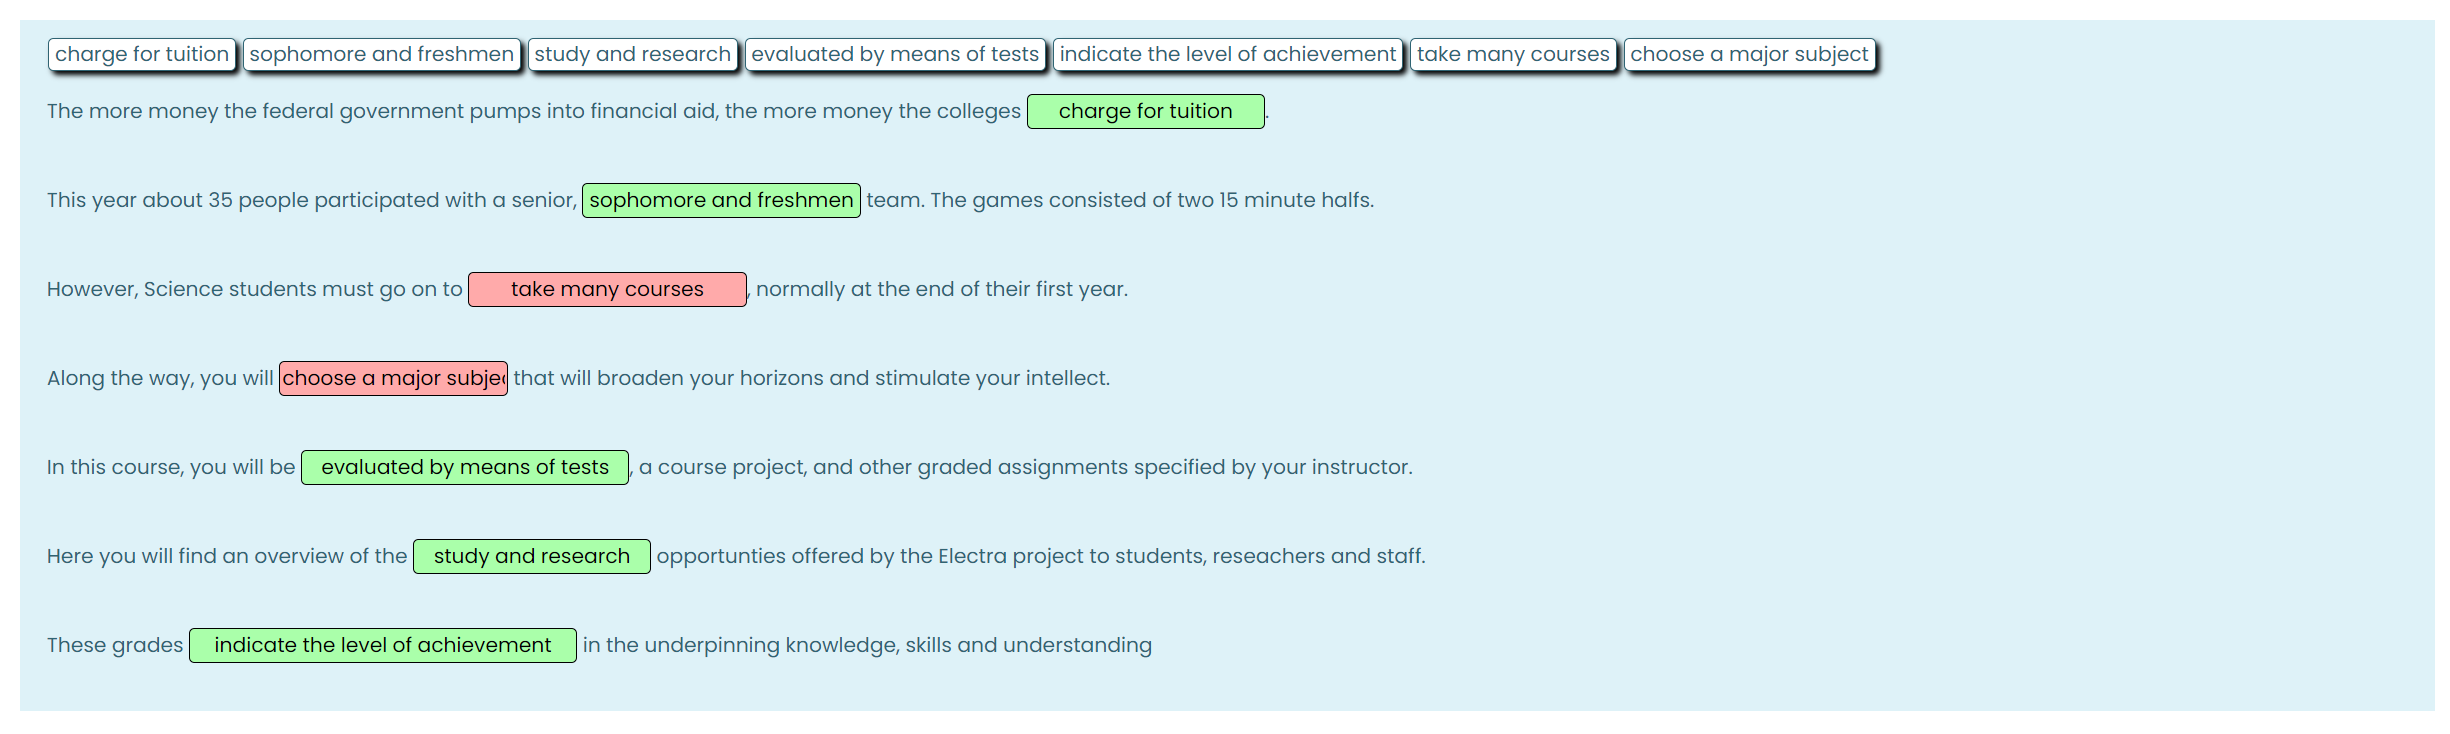 charge for tuition sophomore and freshmen study and research evaluated by means of tests indicate the level of achievement take many courses choose a major subject
The more money the federal government pumps into financial aid, the more money the colleges charge for tuition.
This year about 35 people participated with a senior, sophomore and freshmen team. The games consisted of two 15 minute halfs.
However, Science students must go on to take many courses, normally at the end of their first year.
Along the way, you will choose a major subjec that will broaden your horizons and stimulate your intellect.
In this course, you will be evaluated by means of tests, a course project, and other graded assignments specified by your instructor.
Here you will find an overview of the study and research opportunties offered by the Electra project to students, reseachers and staff.
These grades indicate the level of achievement in the underpinning knowledge, skills and understanding